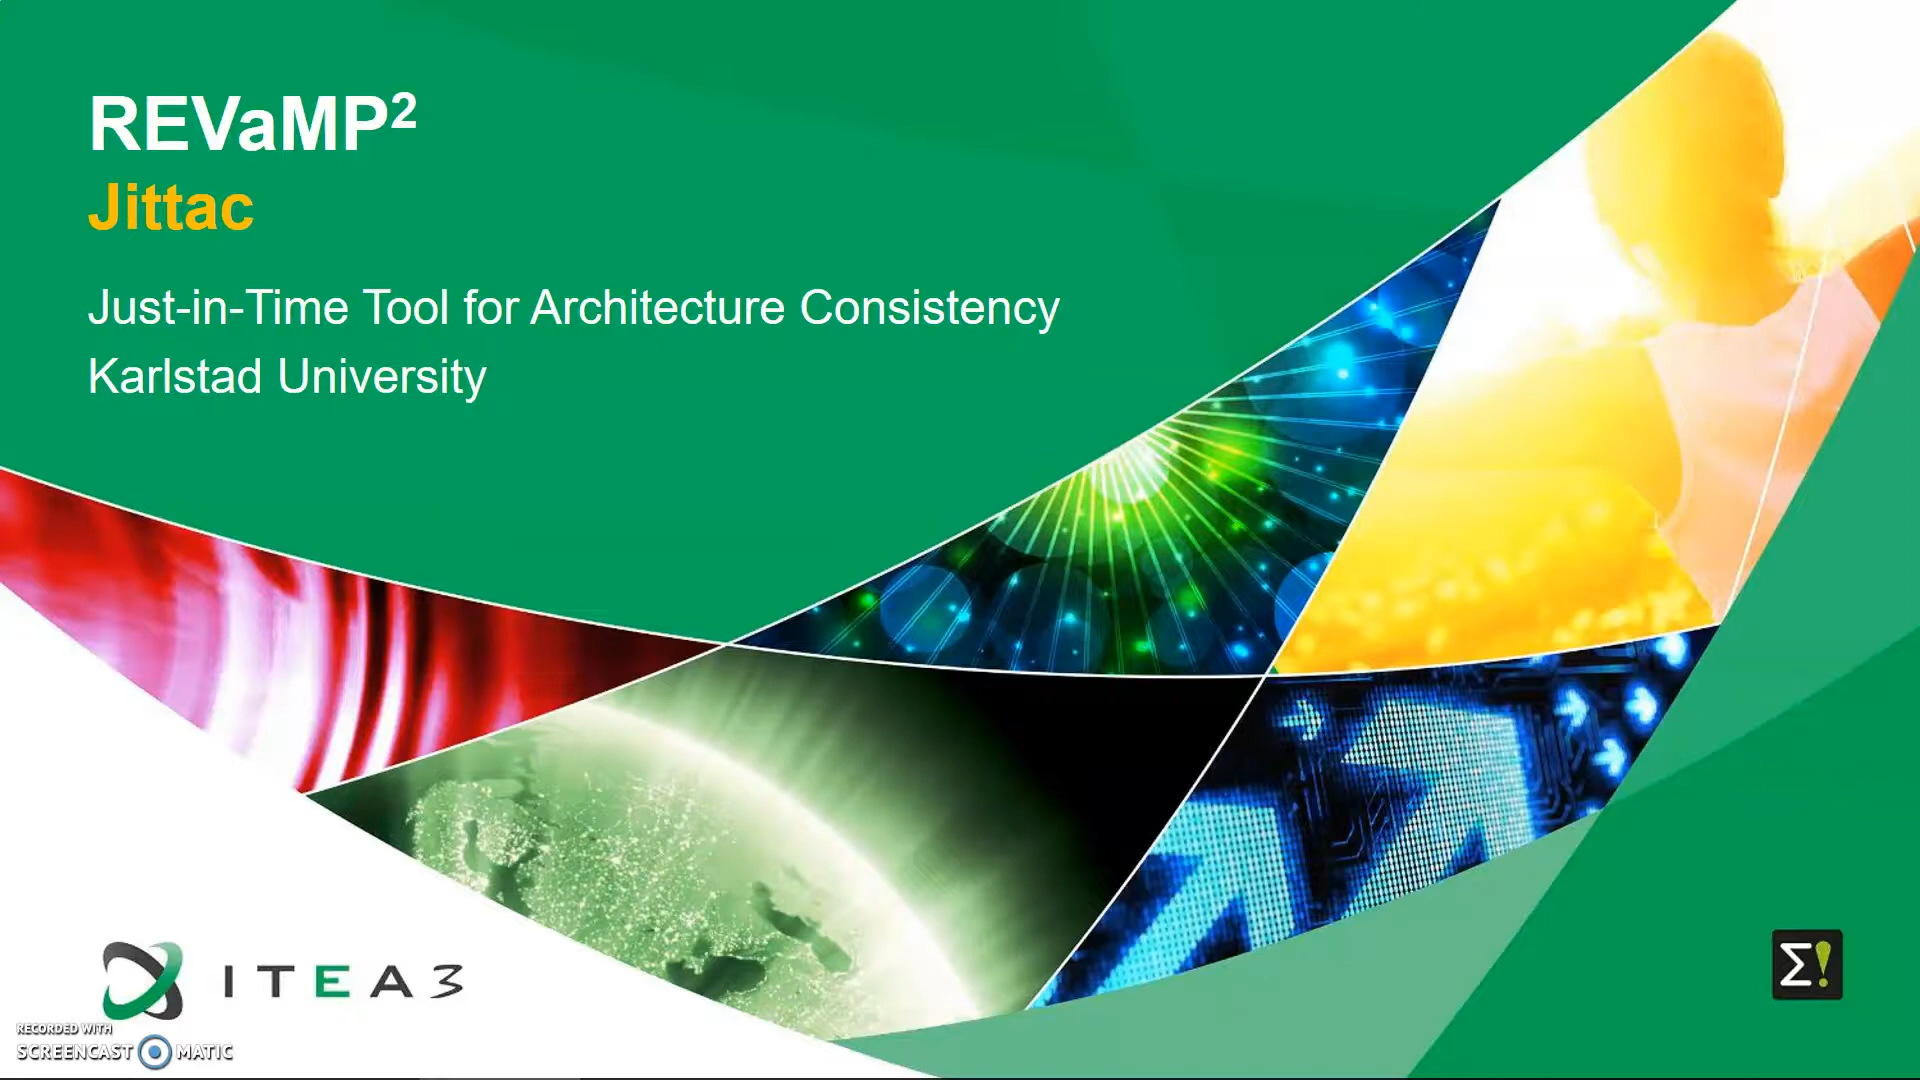 REVaMP²
Jittac
Just-in-Time Tool for Architecture Consistency
Karlstad University
ITEA3
Σ!
RECORDED WITH
SCREENCAST MATIC